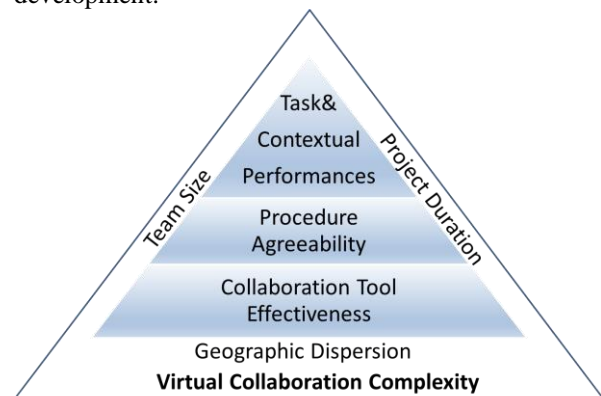 development.
Task&
Contextual
Performances
Team Size
Project Duration
Procedure
Agreeability
Collaboration Tool
Effectiveness
Geographic Dispersion
Virtual Collaboration Complexity